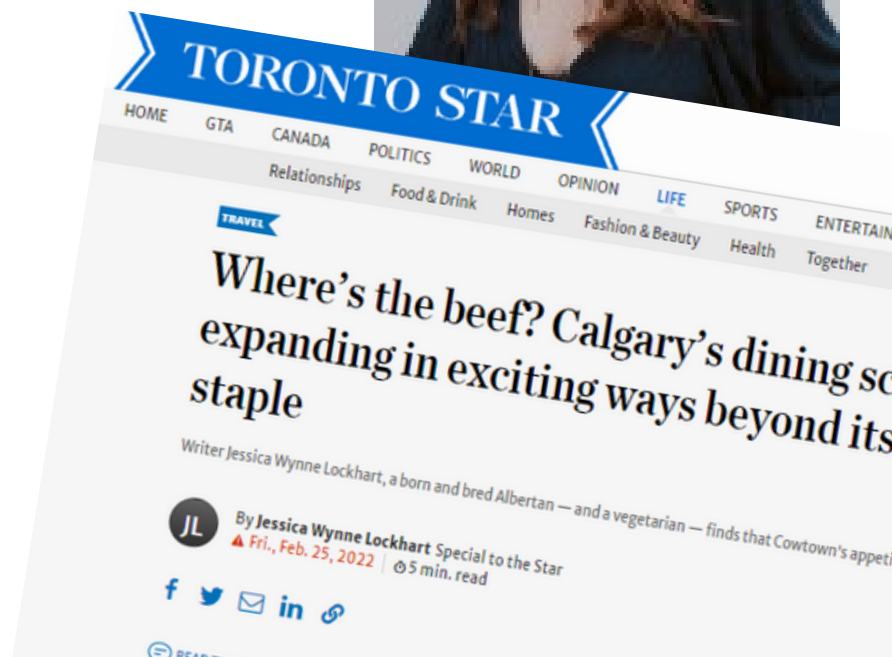 TORONTO STAR
HOME GTA CANADA POLITICS WORLD OPINION LIFE SPORTS ENTERTAIN
Relationships Food & Drink Homes Fashion & Beauty Health Together
TRAVEL
Where's the beef? Calgary's dining sc
expanding in exciting ways beyond its
staple
Writer Jessica Wynne Lockhart, a born and bred Albertan — and a vegetarian — finds that Cowtown's appeti
JL
By Jessica Wynne Lockhart Special to the Star
Fri., Feb. 25, 2022 5 min. read